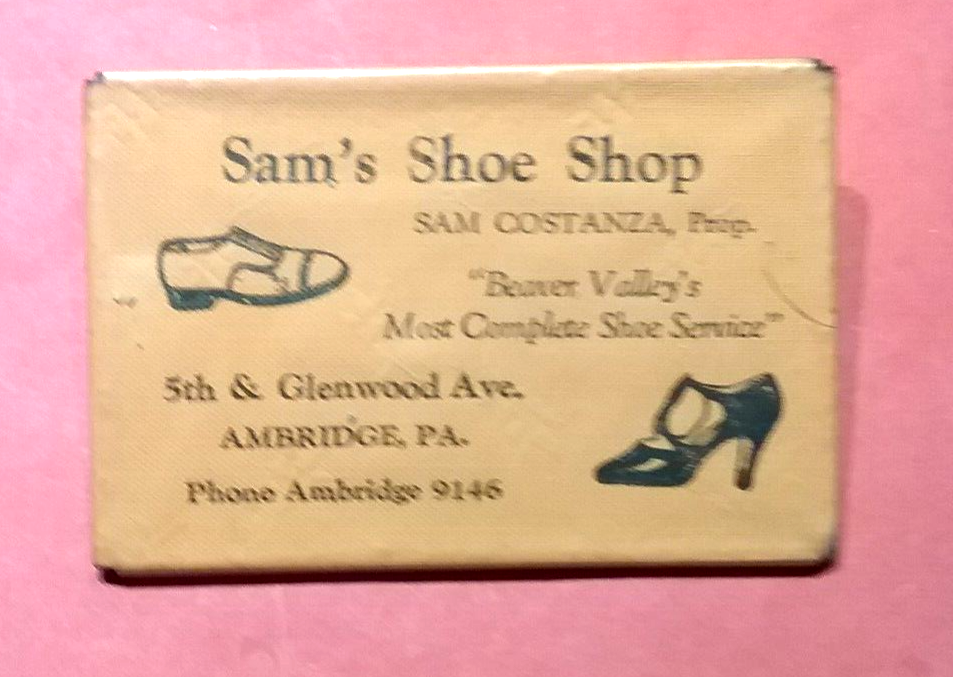 Sam's Shoe Shop
SAM COSTANZA, Prop.
"Beaver Valley's
Most Complete Shoe Service"
5th & Glenwood Ave.
AMBRIDGE, PA.
Phone Ambridge 9146